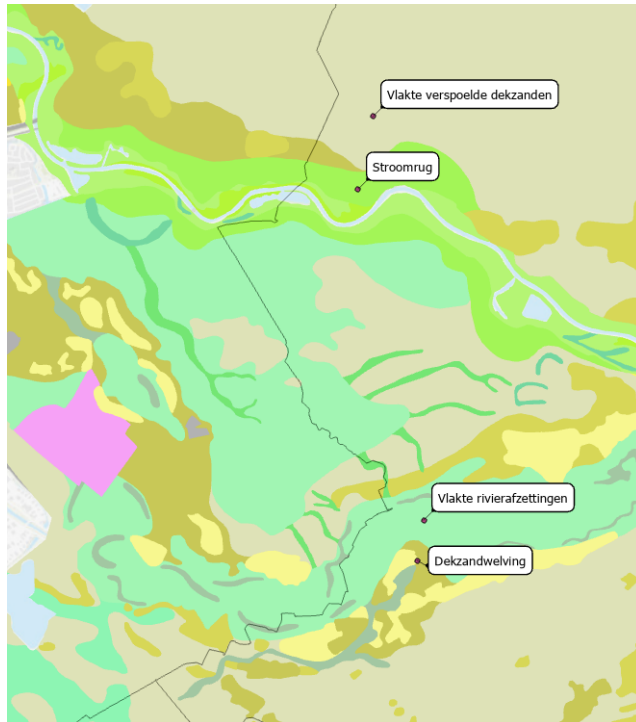 Vlakte verspoelde dekzanden
Stroomrug
Vlakte rivierafzettingen
Dekzandwelving